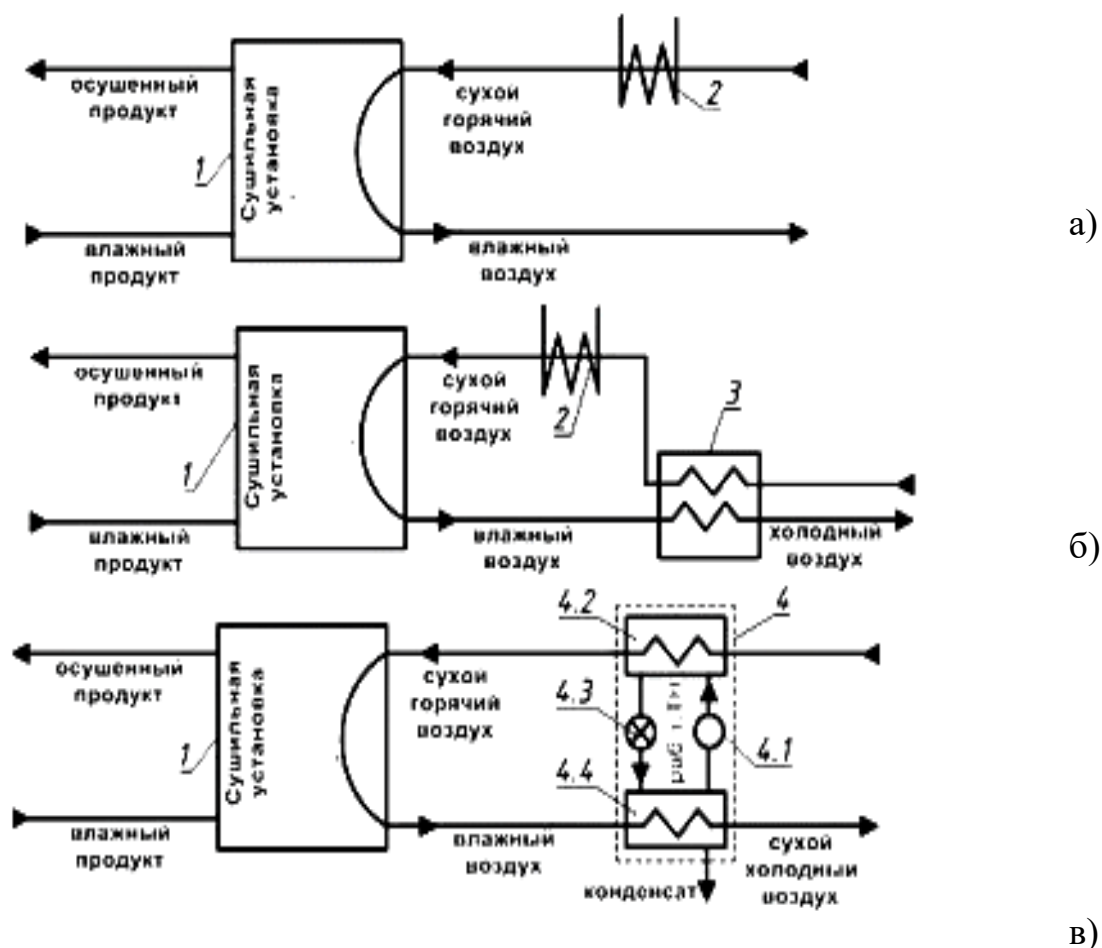 осушенный
продукт
1
Сушильная
установка
сухой
горячий
воздух
2
влажный
продукт
влажный
воздух
а)
осушенный
продукт
1
Сушильная
установка
сухой
горячий
воздух
2
3
влажный
продукт
влажный
воздух
холодный
воздух
б)
4.2
4
осушенный
продукт
1
Сушильная
установка
сухой
горячий
воздух
4.3
4.1
4.4
влажный
продукт
влажный
воздух
сухой
холодный
воздух
конденсат
в)